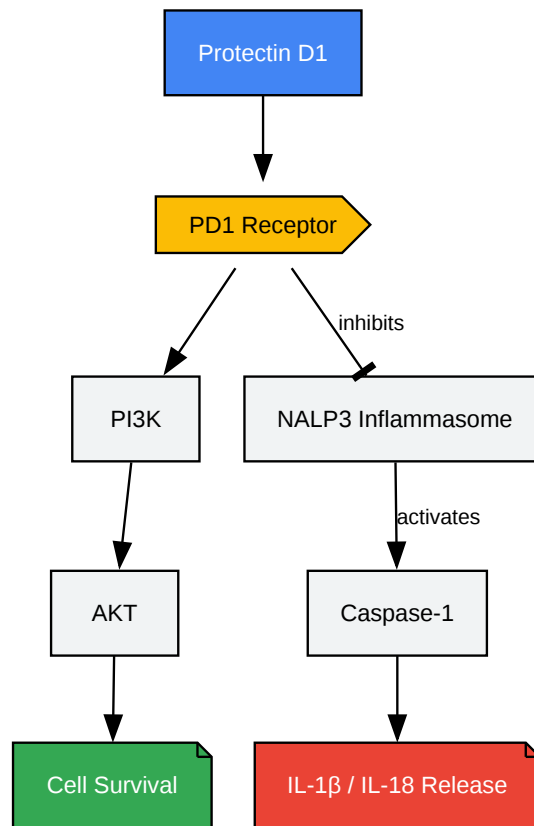 Protectin D1
PD1 Receptor
inhibits
PI3K
NALP3 Inflammasome
activates
AKT
Caspase-1
Cell Survival
IL-1β / IL-18 Release